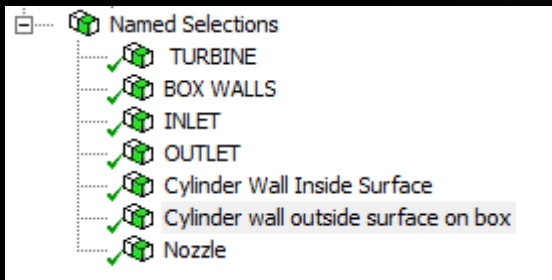 Named Selections
TURBINE
BOX WALLS
INLET
OUTLET
Cylinder Wall Inside Surface
Cylinder wall outside surface on box
Nozzle